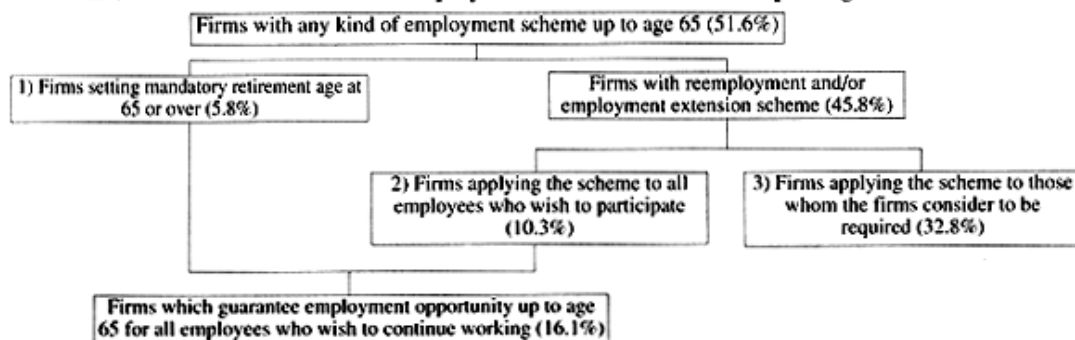 Firms with any kind of employment scheme up to age 65 (51.6%)
1) Firms setting mandatory retirement age at
65 or over (5.8%)
Firms with reemployment and/or
employment extension scheme (45.8%)
2) Firms applying the scheme to all
employees who wish to participate
(10.3%)
3) Firms applying the scheme to those
whom the firms consider to be
required (32.8%)
Firms which guarantee employment opportunity up to age
65 for all employees who wish to continue working (16.1%)